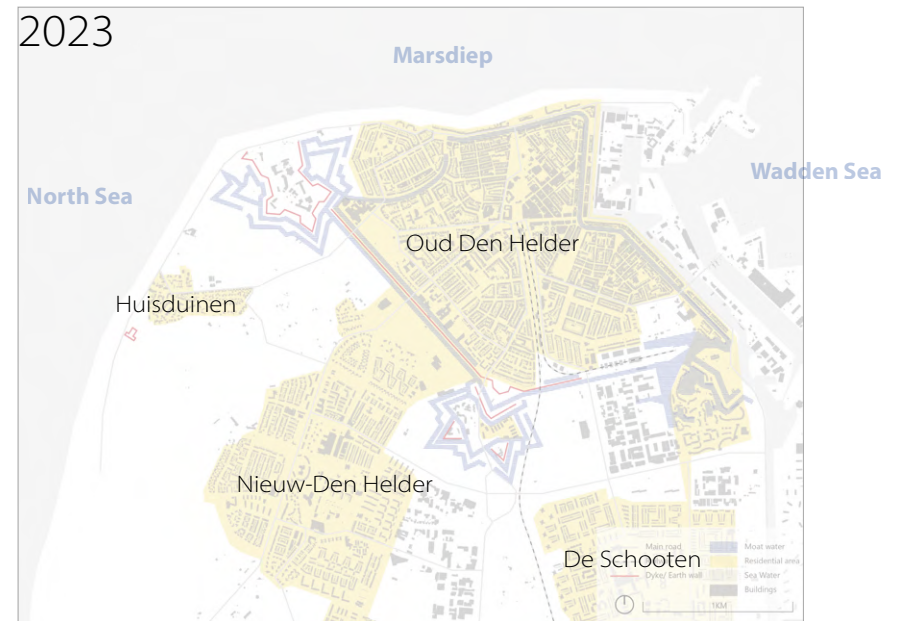 2023
Marsdiep
Wadden Sea
North Sea
Oud Den Helder
Huisduinen
Nieuw-Den Helder
De Schooten
Main road
Dyke/ Earth wall
Moat water
Residential area
Sea Water
Buildings
1KM